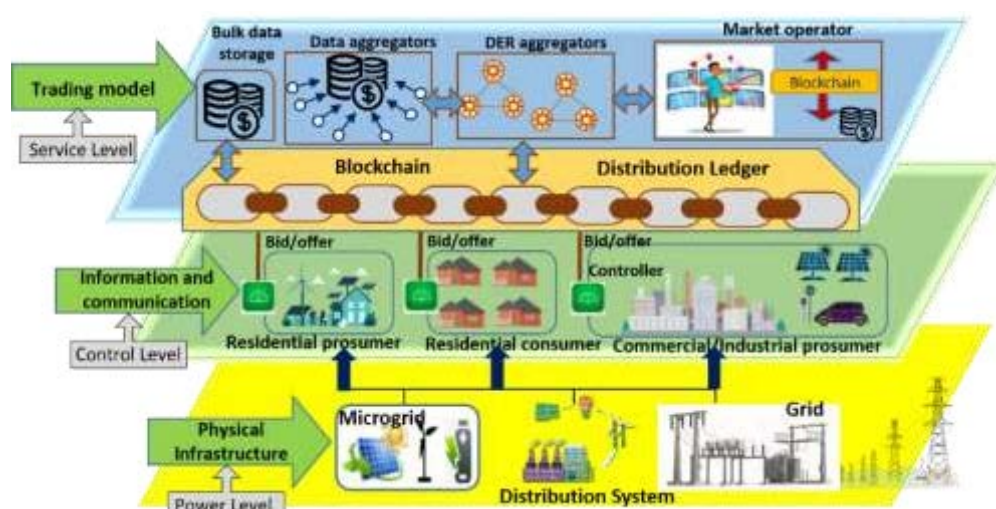 Bulk data
storage
Data aggregators
DER aggregators
Market operator
Trading model
Blockchain
Service Level
Blockchain
Distribution Ledger
Bid/offer
Bid/offer
Bid/offer
Information and
communication
Controller
Control Level
Residential prosumer
Residential consumer
Commercial/Industrial prosumer
Microgrid
Grid
Physical
Infrastructure
Distribution System
Power Level